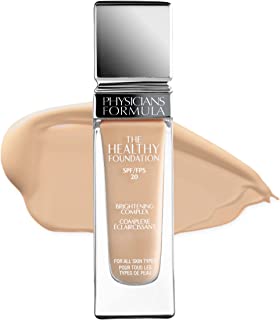 PHYSICIANS
FORMULA
THE
HEALTHY
FOUNDATION
SPF/FPS
20
BRIGHTENING
COMPLEX
COMPLEXE
ÉCLAIRCISSANT
FOR ALL SKIN TYPES
POUR TOUS LES
TYPES DE PEAU